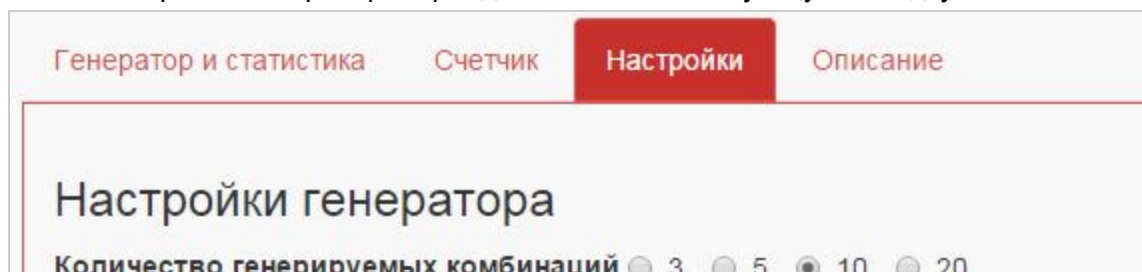 Генератор и статистика Счетчик Настройки Описание
Настройки генератора
Количество генерируемых комбинаций 3 5 10 20